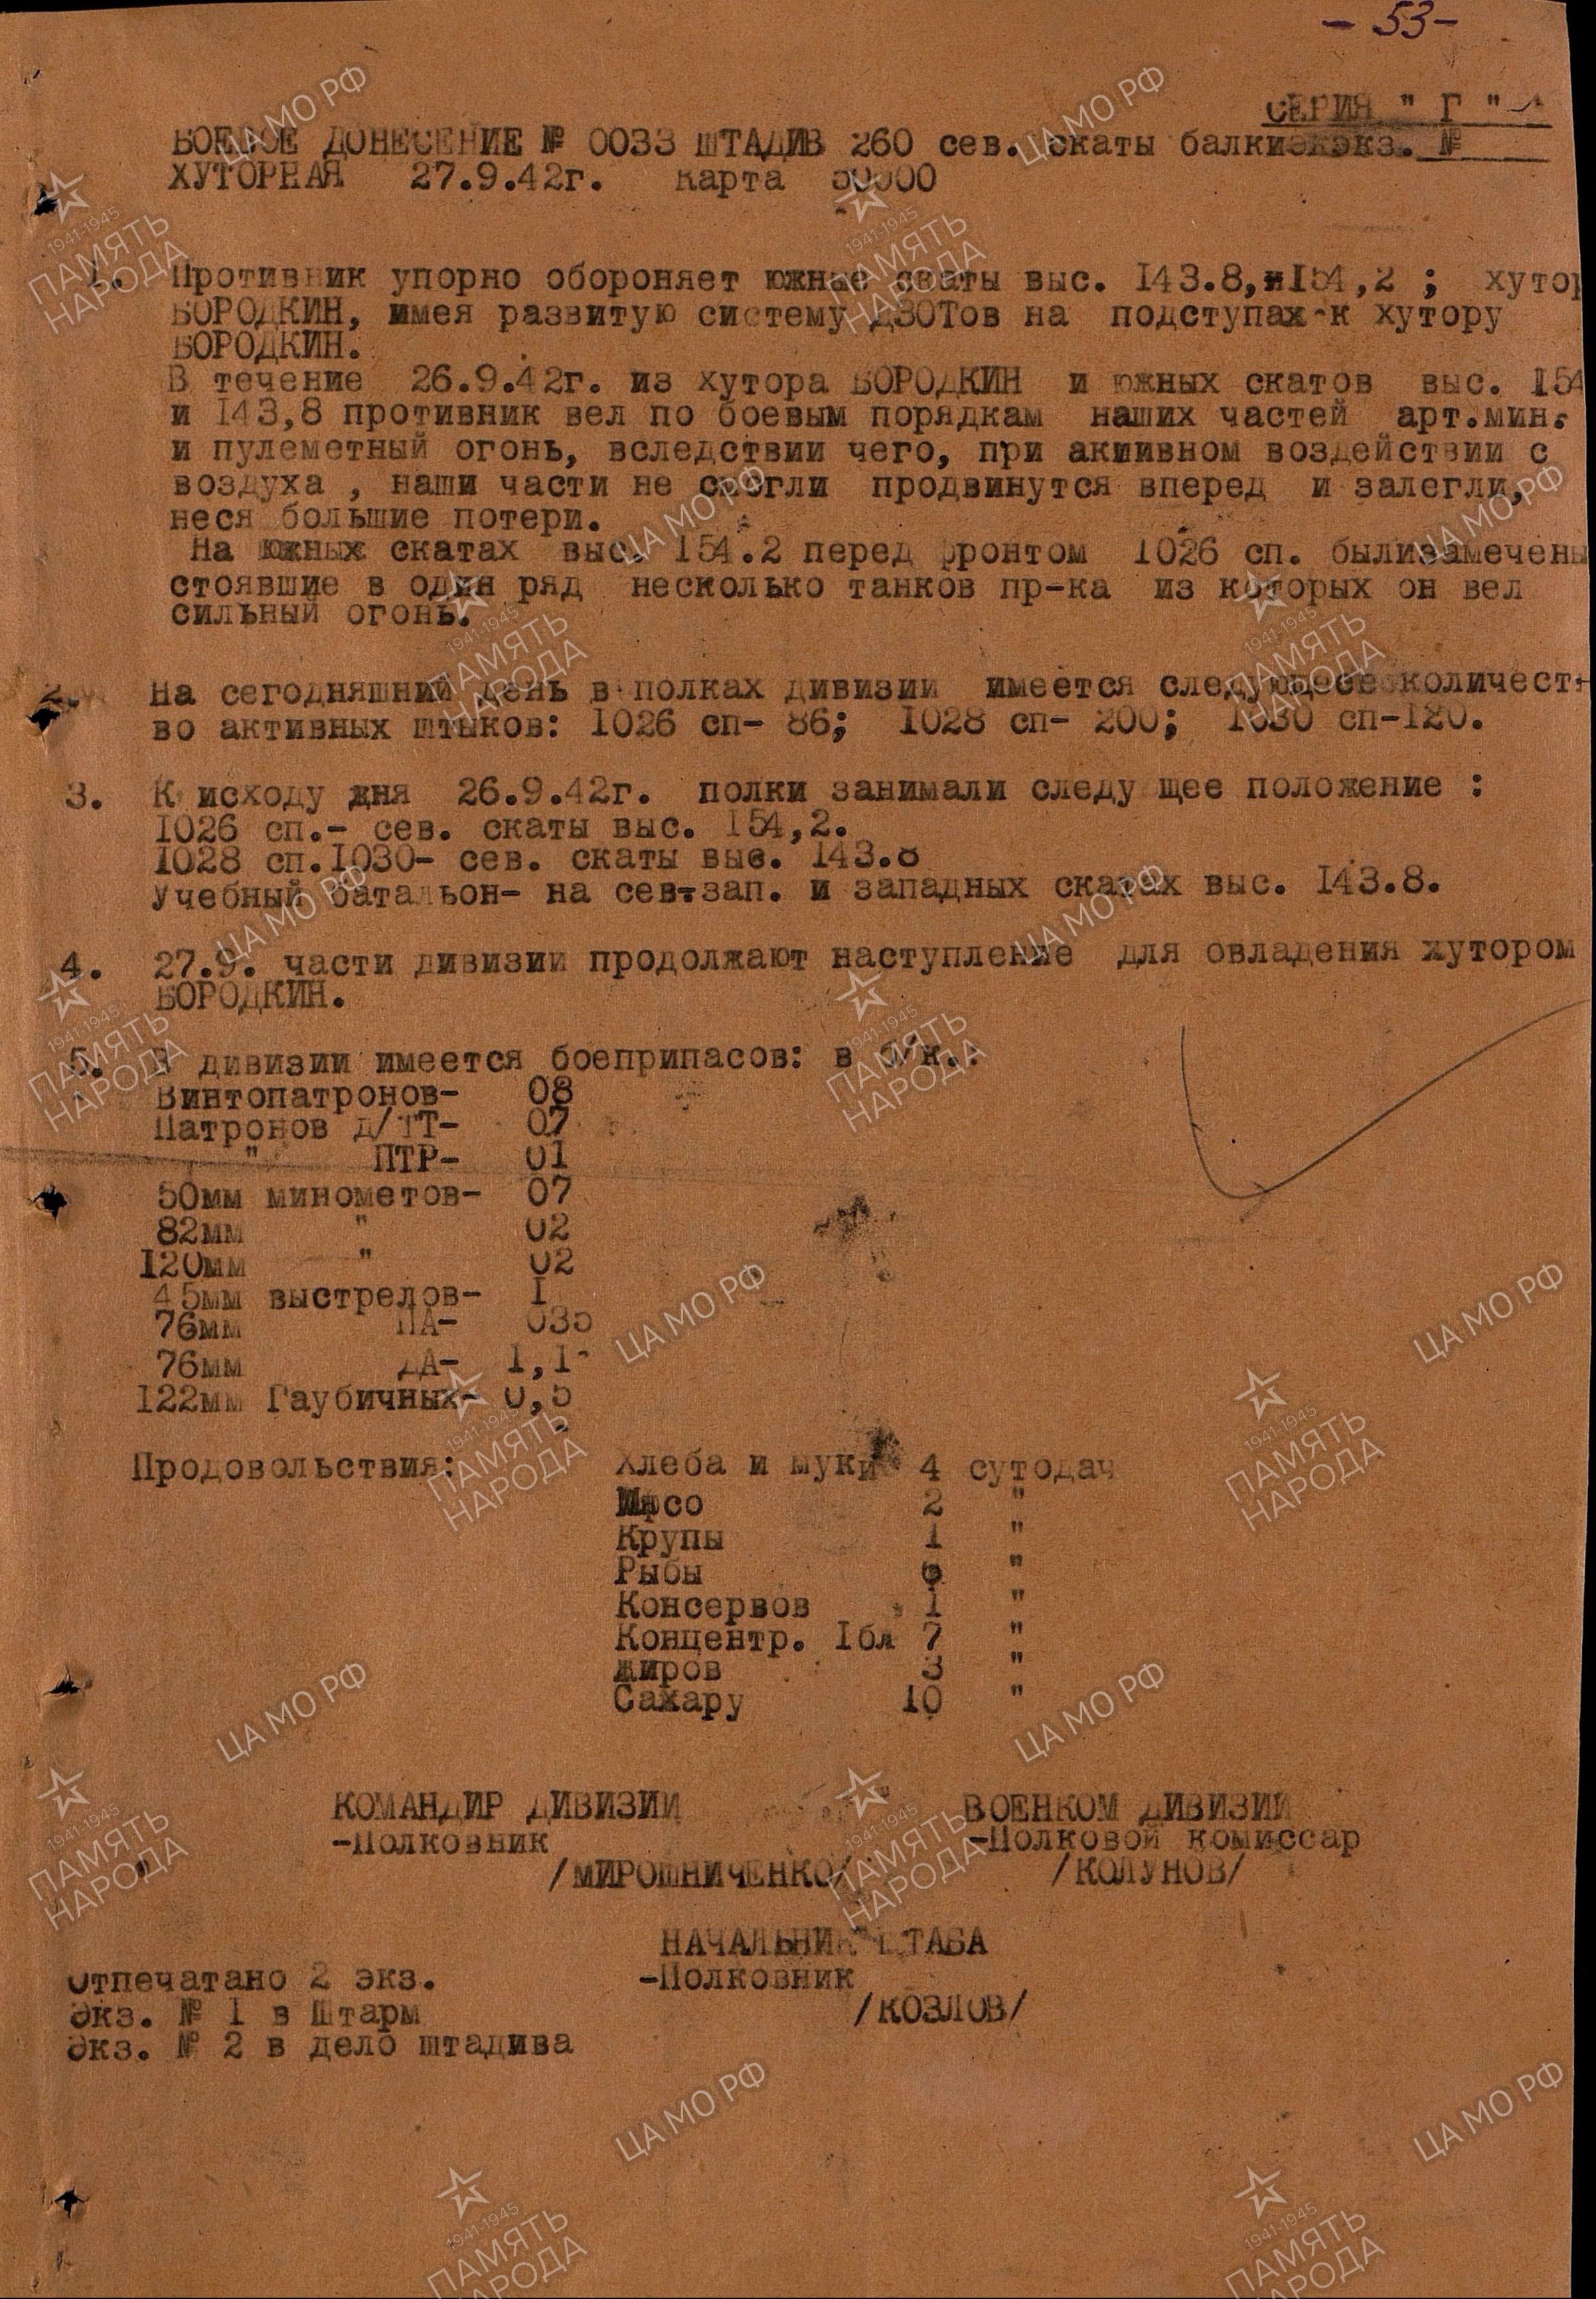 - 53 -
СЕРИЯ " Г "
БОЕВОЕ ДОНЕСЕНИЕ № 0033 ШТАДИВ 260 сев. скаты балки экз. №
ХУТОРНАЯ 27.9.42г. Карта 50000
1. Противник упорно обороняет южные скаты выс. 143.8, и 154,2 ; хутор
БОРОДКИН, имея развитую систему ДЗОТов на подступах к хутору
БОРОДКИН.
В течение 26.9.42г. из хутора БОРОДКИН и южных скатов выс. 154
и 143,8 противник вел по боевым порядкам наших частей арт.мин.
и пулеметный огонь, вследствии чего, при акиивном воздействии с
воздуха , наши части не смогли продвинутся вперед и залегли,
неся большие потери.
На южных скатах выс. 154.2 перед фронтом 1026 сп. былизамечены
стоявшие в один ряд несколько танков пр-ка из которых он вел
сильный огонь.
2. На сегодняшний день в полках дивизии имеется следующее количест-
во активных штыков: 1026 сп- 86; 1028 сп- 200; 1030 сп-120.
3. К исходу дня 26.9.42г. полки занимали следу щее положение :
1026 сп.- сев. скаты выс. 154,2.
1028 сп.1030- сев. скаты выс. 143.8
Учебный батальон- на сев.зап. и западных скатах выс. 143.8.
4. 27.9. части дивизии продолжают наступление для овладения хутором
БОРОДКИН.
5. В дивизии имеется боеприпасов: в б/к.:
Винтопатронов- 08
Патронов д/ТТ- 07
" ПТР- 01
50мм минометов- 07
82мм " 02
120мм " 02
45мм выстрелов- 1
76мм ПА- 035
76мм ДА- 1,1
122мм Гаубичных- 0,5
Продовольствия: Хлеба и муки 4 сутодач
Мясо 2 "
Крупы 1 "
Рыбы "
Консервов 1 "
Концентр. 1бл 7 "
жиров 3 "
Сахару 10 "
КОМАНДИР ДИВИЗИИ ВОЕНКОМ ДИВИЗИИ
-Полковник -Полковой комиссар
/МИРОШНИЧЕНКО/ /КОЛУНОВ/
НАЧАЛЬНИК ШТАБА
Отпечатано 2 экз. -Полковник
Экз. № 1 в Штарм /КОЗЛОВ/
Экз. № 2 в дело штадива